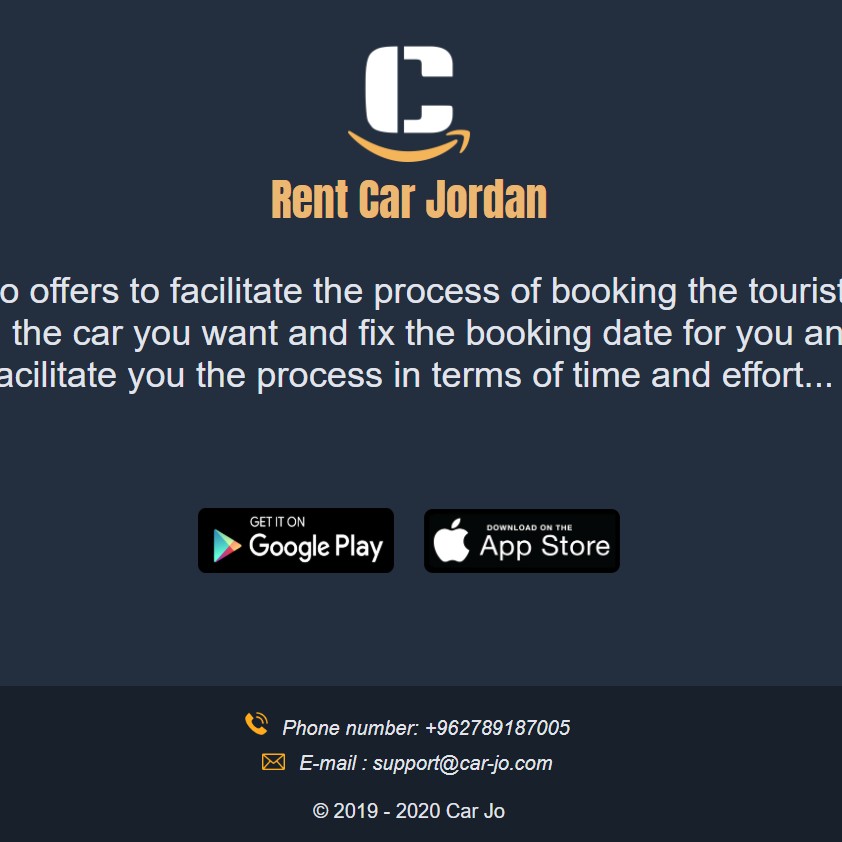 C
Rent Car Jordan
o offers to facilitate the process of booking the tourist
the car you want and fix the booking date for you an
acilitate you the process in terms of time and effort...
GET IT ON
Google Play
DOWNLOAD ON THE
App Store
Phone number: +962789187005
E-mail : support@car-jo.com
© 2019 - 2020 Car Jo